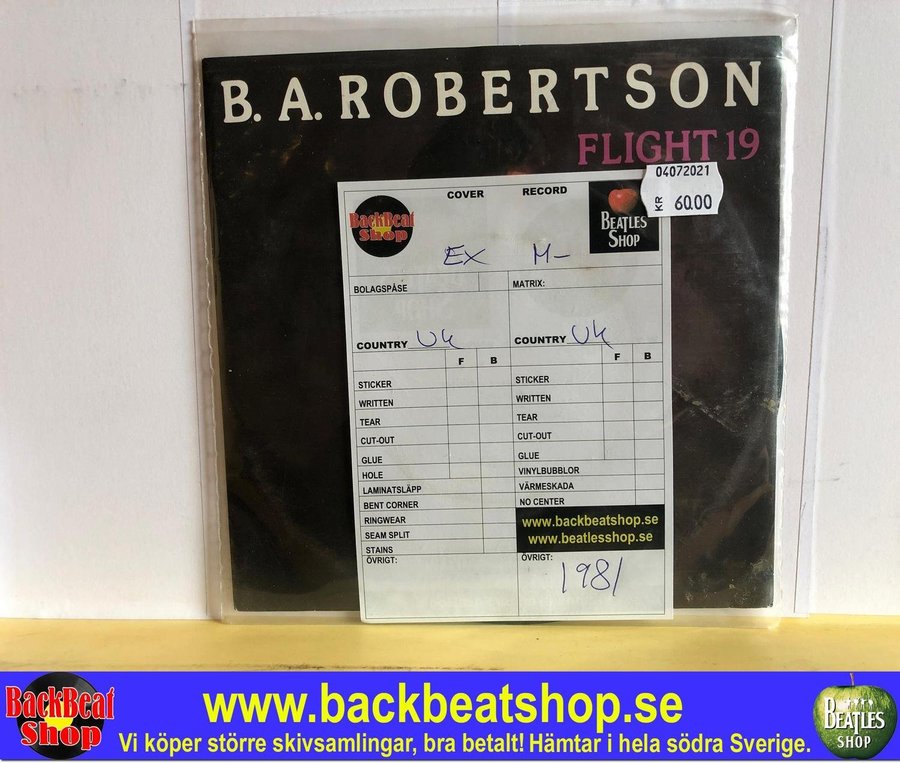 B. A. ROBERTSON
FLIGHT 19
04072021
KR 60.00
BackBeat Shop
COVER
RECORD
BEATLES SHOP
EX
M-
BOLAGSPÅSE
MATRIX:
COUNTRY UK
COUNTRY UK
F B
F B
STICKER
WRITTEN
TEAR
CUT-OUT
GLUE
HOLE
LAMINATSLÄPP
BENT CORNER
RINGWEAR
SEAM SPLIT
STAINS
ÖVRIGT:
STICKER
WRITTEN
TEAR
CUT-OUT
GLUE
VINYLBUBBLOR
VÄRMESKADA
NO CENTER
www.backbeatshop.se
www.beatlesshop.se
ÖVRIGT:
1981
BackBeat Shop
www.backbeatshop.se
Vi köper större skivsamlingar, bra betalt! Hämtar i hela södra Sverige.
BEATLES SHOP